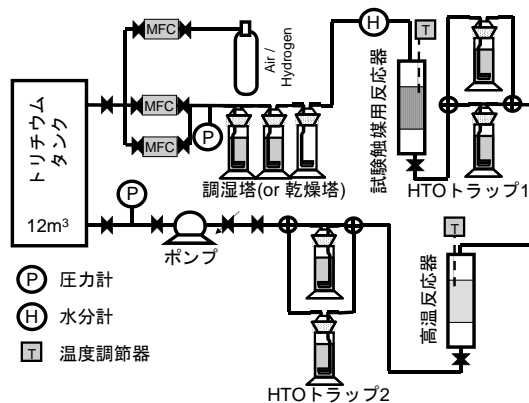 MFC
Air /
Hydrogen
MFC
MFC
P
H
T
試験触媒用反応器
HTOトラップ1
トリチウム
タンク
12m³
調湿塔(or 乾燥塔)
P
ポンプ
T
高温反応器
HTOトラップ2
P 圧力計
H 水分計
T 温度調節器